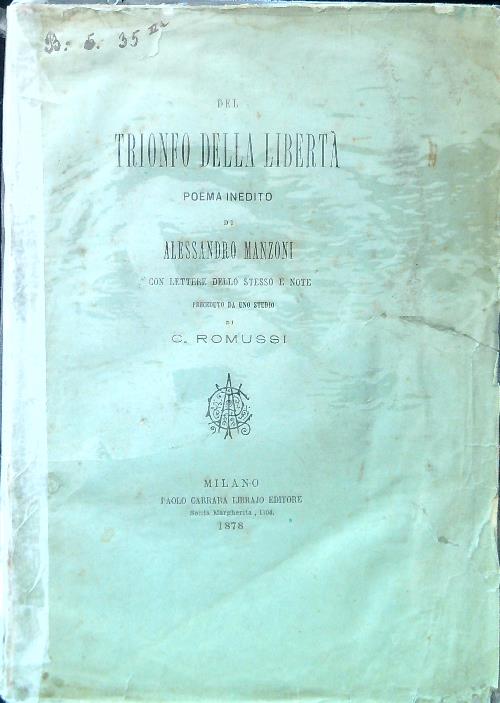 B. 5. 35
DEL
TRIONFO DELLA LIBERTÀ
POEMA INEDITO
DI
ALESSANDRO MANZONI
CON LETTERE DELLO STESSO E NOTE
PRECEDUTO DA UNO STUDIO
DI
C. ROMUSSI
MILANO
PAOLO CARRARA LIBRAJO EDITORE
Santa Margherita,
1878